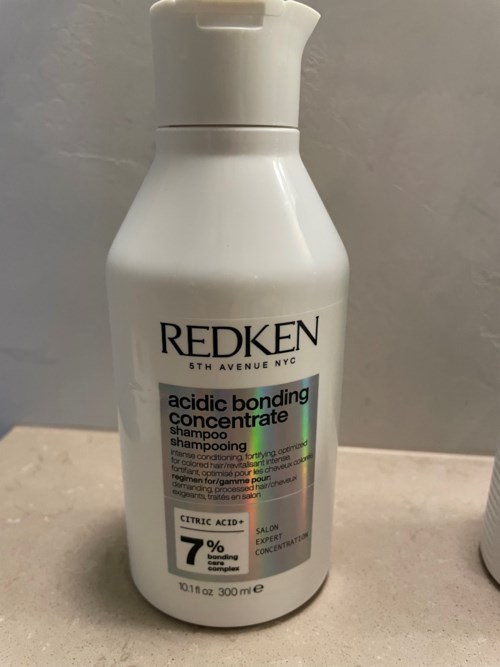 REDKEN
5TH AVENUE NYC
acidic bonding
concentrate
shampoo
shampooing
intense conditioning, fortifying, optimized
for colored hair/revitalisant intense,
fortifiant, optimisé pour les cheveux colorés
regimen for/gamme pour:
demanding, processed hair/cheveux
exigeants, traités en salon
CITRIC ACID+
7%
bonding
care
complex
SALON
EXPERT
CONCENTRATION
10.1 fl oz 300 ml e